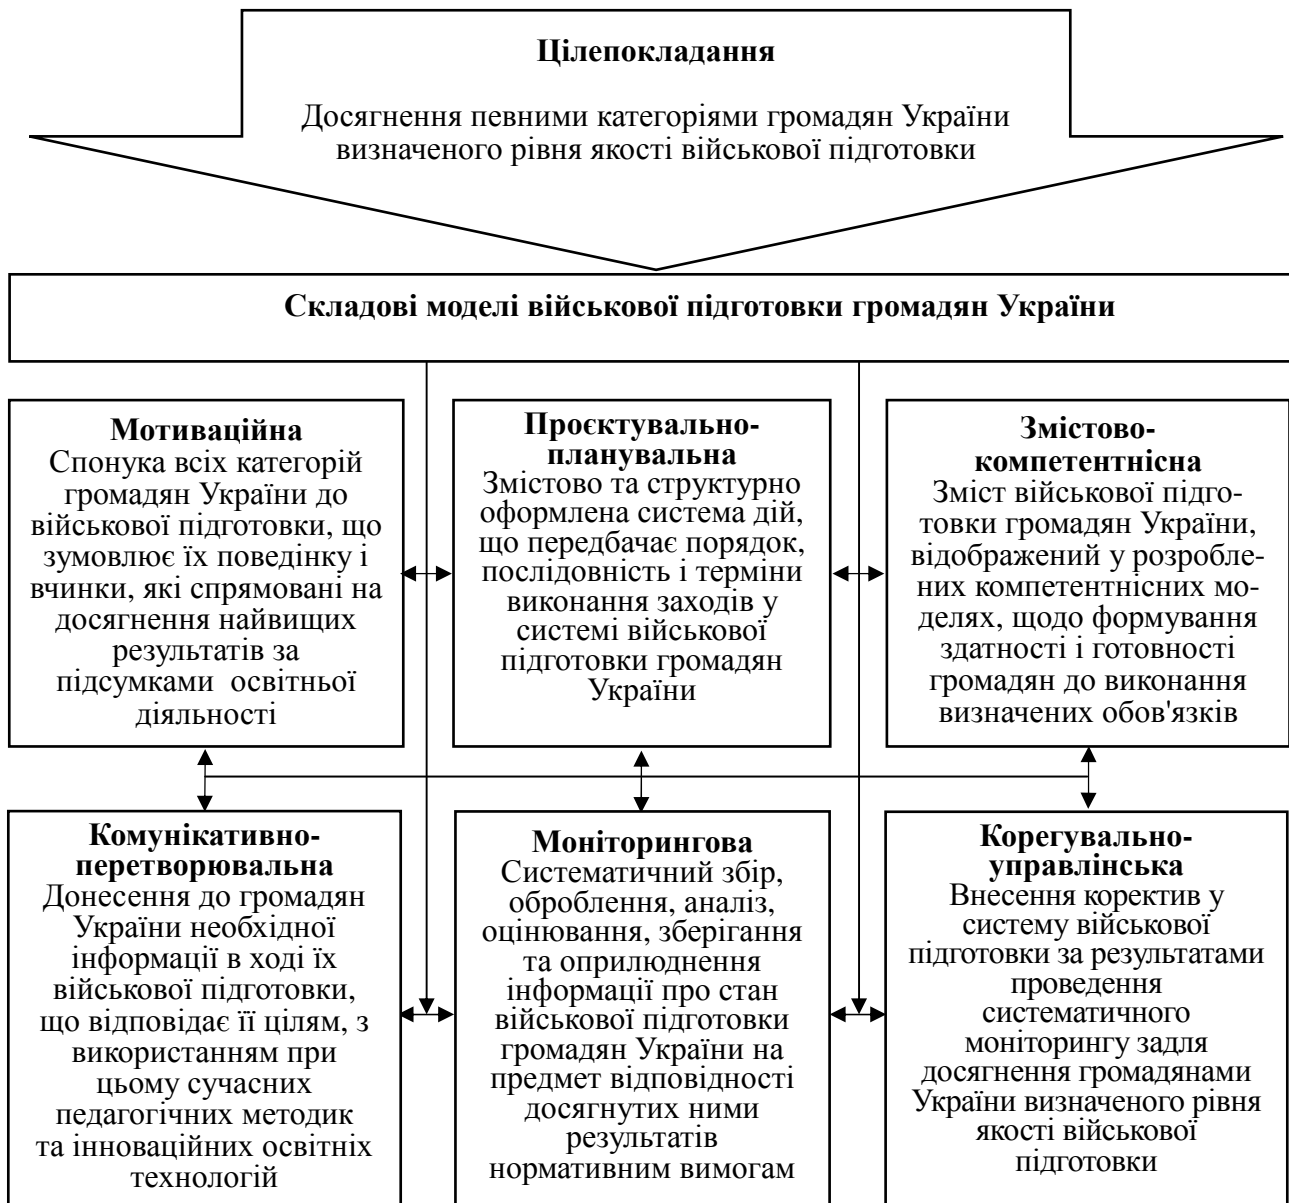 Цілепокладання
Досягнення певними категоріями громадян України
визначеного рівня якості військової підготовки
Складові моделі військової підготовки громадян України
Мотиваційна
Спонука всіх категорій
громадян України до
військової підготовки, що
зумовлює їх поведінку і
вчинки, які спрямовані на
досягнення найвищих
результатів за
підсумками освітньої
діяльності
Проєктувально-
планувальна
Змістово та структурно
оформлена система дій,
що передбачає порядок,
послідовність і терміни
виконання заходів у
системі військової
підготовки громадян
України
Змістово-
компетентнісна
Зміст військової підго-
товки громадян України,
відображений у розробле-
них компетентнісних мо-
делях, щодо формування
здатності і готовності
громадян до виконання
визначених обов'язків
Комунікативно-
перетворювальна
Донесення до громадян
України необхідної
інформації в ході їх
військової підготовки,
що відповідає її цілям, з
використанням при
цьому сучасних
педагогічних методик
та інноваційних освітніх
технологій
Моніторингова
Систематичний збір,
оброблення, аналіз,
оцінювання, зберігання
та оприлюднення
інформації про стан
військової підготовки
громадян України на
предмет відповідності
досягнутих ними
результатів
нормативним вимогам
Корегувально-
управлінська
Внесення коректив у
систему військової
підготовки за результатами
проведення
систематичного
моніторингу задля
досягнення громадянами
України визначеного рівня
якості військової
підготовки